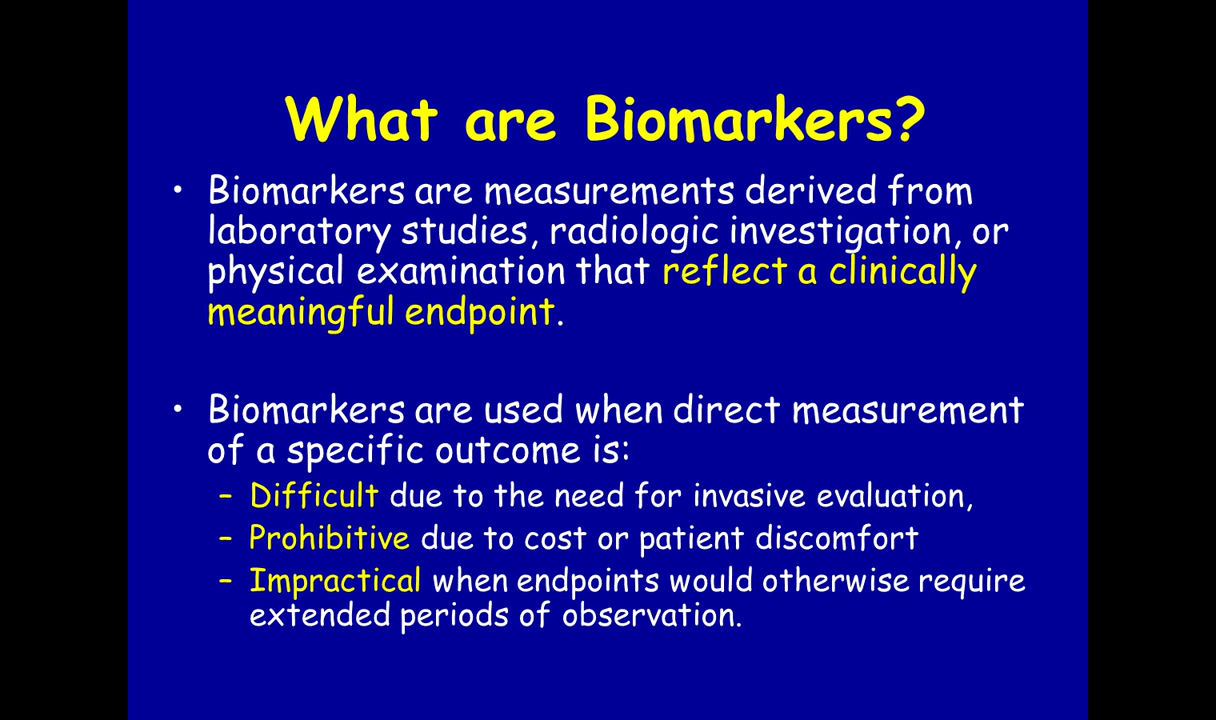 What are Biomarkers?
• Biomarkers are measurements derived from
laboratory studies, radiologic investigation, or
physical examination that reflect a clinically
meaningful endpoint.
• Biomarkers are used when direct measurement
of a specific outcome is:
– Difficult due to the need for invasive evaluation,
– Prohibitive due to cost or patient discomfort
– Impractical when endpoints would otherwise require
extended periods of observation.